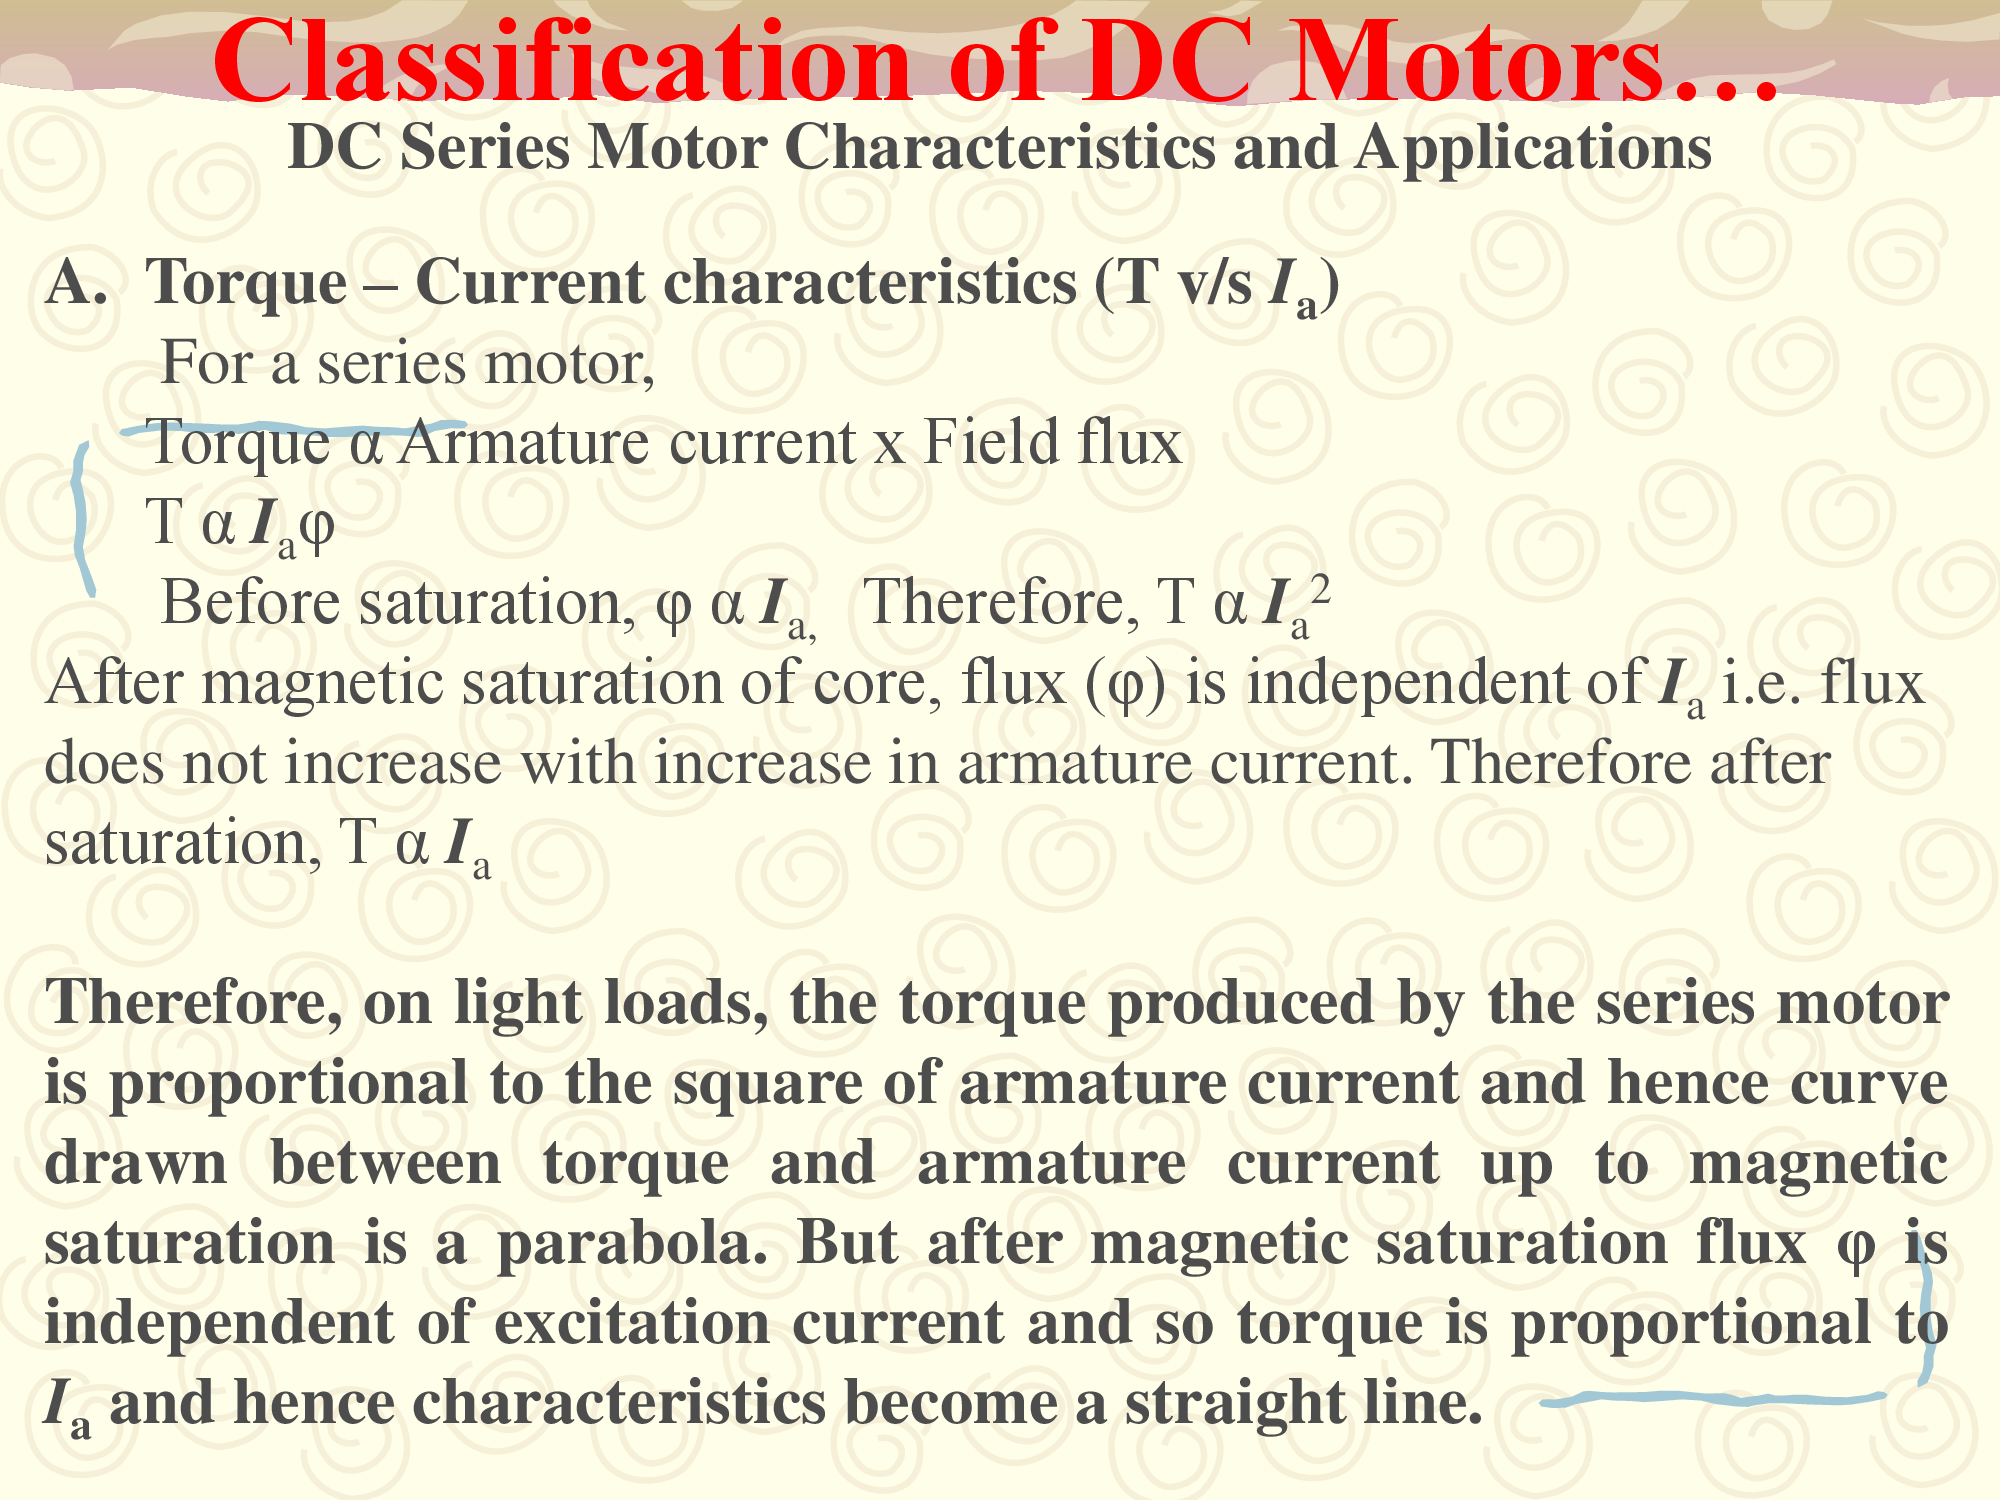 Classification of DC Motors…
DC Series Motor Characteristics and Applications
A. Torque – Current characteristics (T v/s Ia)
For a series motor,
Torque α Armature current x Field flux
T α Iaφ
Before saturation, φ α Ia, Therefore, T α Ia²
After magnetic saturation of core, flux (φ) is independent of Ia i.e. flux
does not increase with increase in armature current. Therefore after
saturation, T α Ia
Therefore, on light loads, the torque produced by the series motor
is proportional to the square of armature current and hence curve
drawn between torque and armature current up to magnetic
saturation is a parabola. But after magnetic saturation flux φ is
independent of excitation current and so torque is proportional to
Ia and hence characteristics become a straight line.